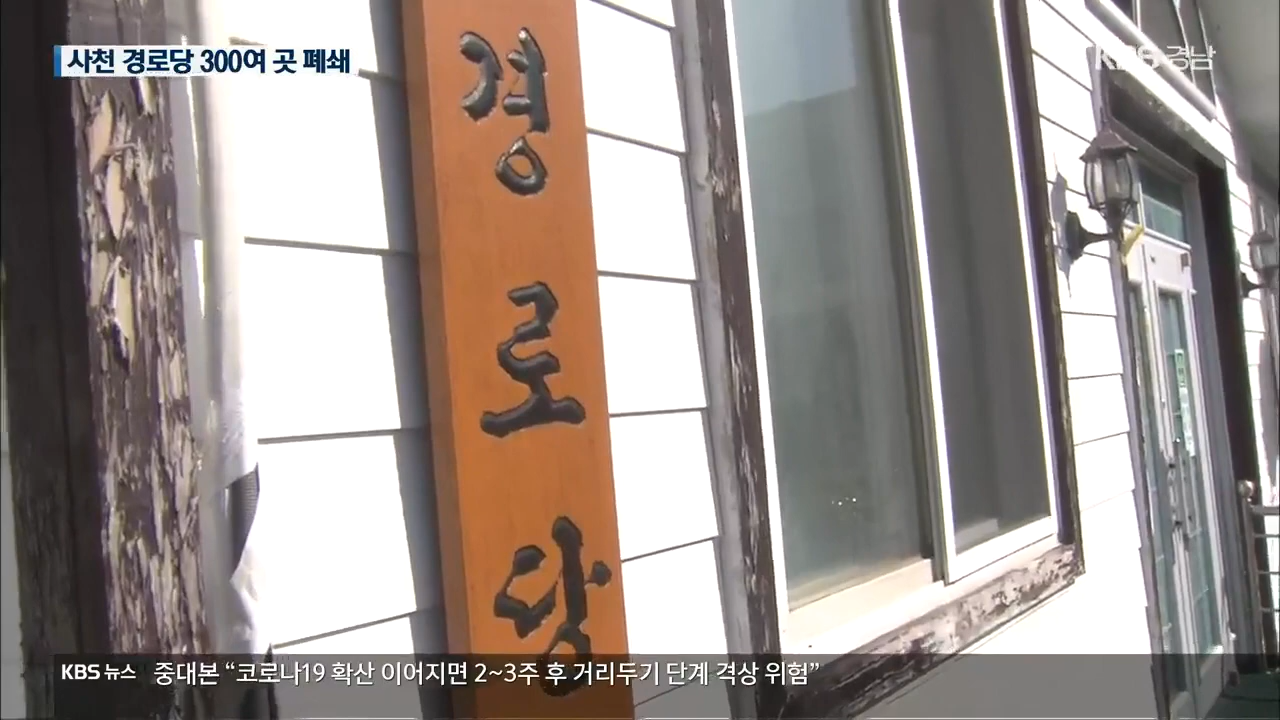 사천 경로당 300여 곳 폐쇄
KBS 경남
경로당
KBS 뉴스 중대본 “코로나19 확산 이어지면 2~3주 후 거리두기 단계 격상 위험”